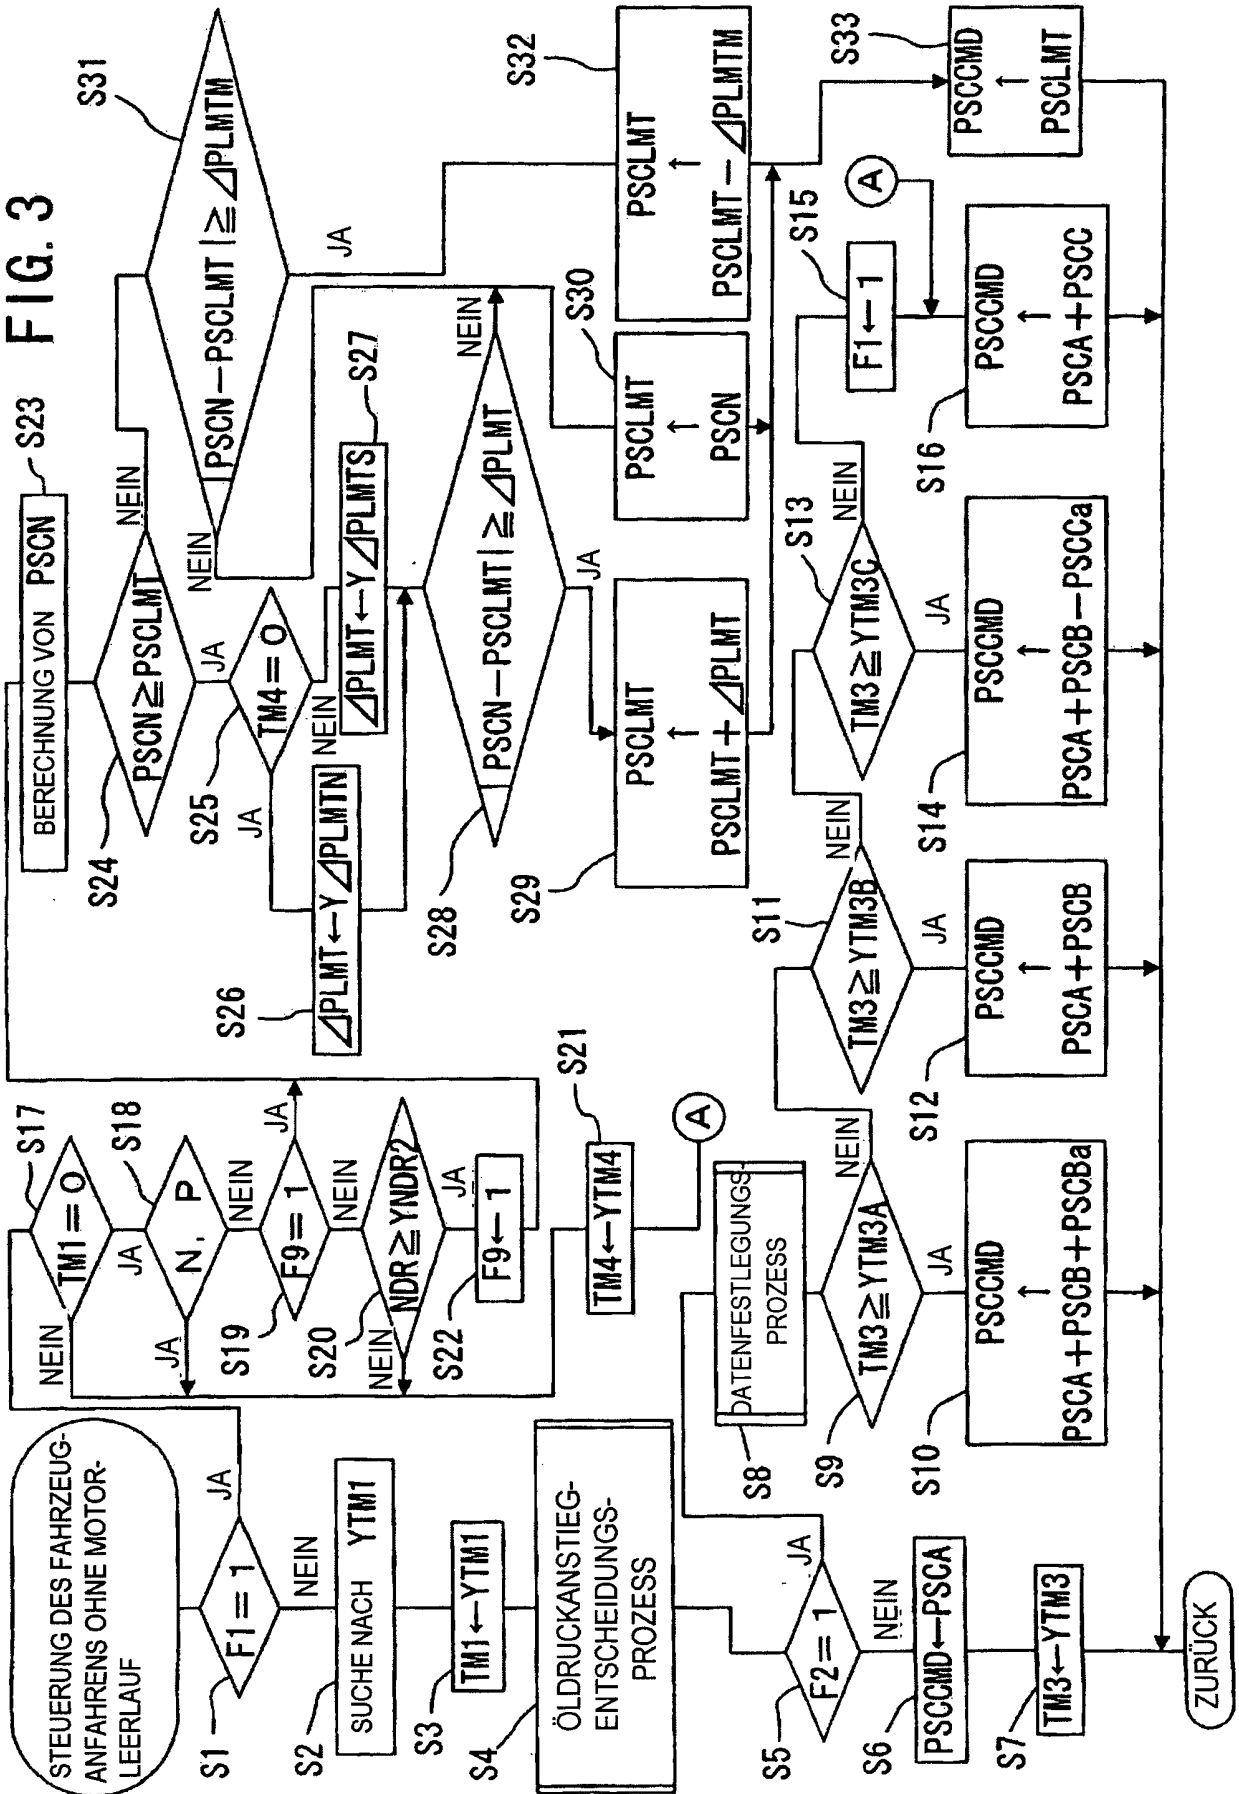 FIG. 3
STEUERUNG DES FAHRZEUG-
ANFAHRENS OHNE MOTOR-
LEERLAUF
S1
F1=1
JA
NEIN
S2
SUCHE NACH YTM1
S3
TM1←YTM1
S4
ÖLDRUCKANSTIEG-
ENTSCHEIDUNGS-
PROZESS
S5
F2=1
JA
NEIN
S6
PSCCMD←PSCA
S7
TM3←YTM3
ZURÜCK
S8
DATENFESTLEGUNGS-
PROZESS
S9
TM3≧YTM3A
NEIN
JA
S10
PSCCMD
↑
PSCA+PSCB+PSCBa
S11
TM3≧YTM3B
NEIN
JA
S12
PSCCMD
↑
PSCA+PSCB
S13
TM3≧YTM3C
NEIN
JA
S14
PSCCMD
↑
PSCA+PSCB−PSCCa
S15
F1←1
A
S16
PSCCMD
↑
PSCA+PSCC
S17
TM1=0
NEIN
JA
S18
N, P
JA
NEIN
S19
F9=1
JA
NEIN
S20
NDR≧YNDR2
NEIN
JA
S22
F9←1
S21
TM4←YTM4
A
S23
BERECHNUNG VON PSCN
S24
PSCN≧PSCLMT
NEIN
JA
S25
TM4=0
JA
NEIN
S26
⊿PLMT←Y⊿PLMTN
S27
⊿PLMT←Y⊿PLMTS
S28
|PSCN−PSCLMT|≧⊿PLMT
NEIN
JA
S29
PSCLMT
↑
PSCLMT+⊿PLMT
S30
PSCLMT
↑
PSCN
S31
|PSCN−PSCLMT|≧⊿PLMTM
NEIN
JA
S32
PSCLMT
↑
PSCLMT−⊿PLMTM
S33
PSCCMD
↑
PSCLMT